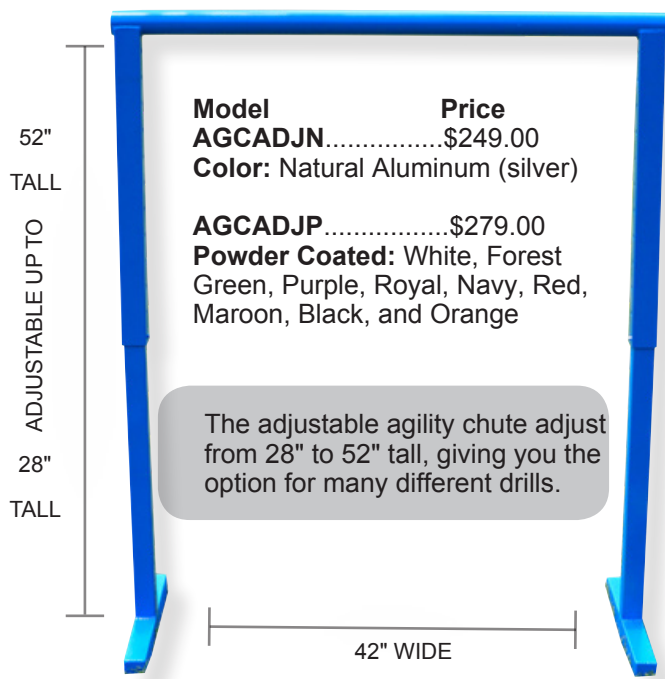 Model Price
AGCADJN................$249.00
Color: Natural Aluminum (silver)
AGCADJP.................$279.00
Powder Coated: White, Forest
Green, Purple, Royal, Navy, Red,
Maroon, Black, and Orange
The adjustable agility chute adjust
from 28" to 52" tall, giving you the
option for many different drills.
52"
TALL
ADJUSTABLE UP TO
28"
TALL
42" WIDE